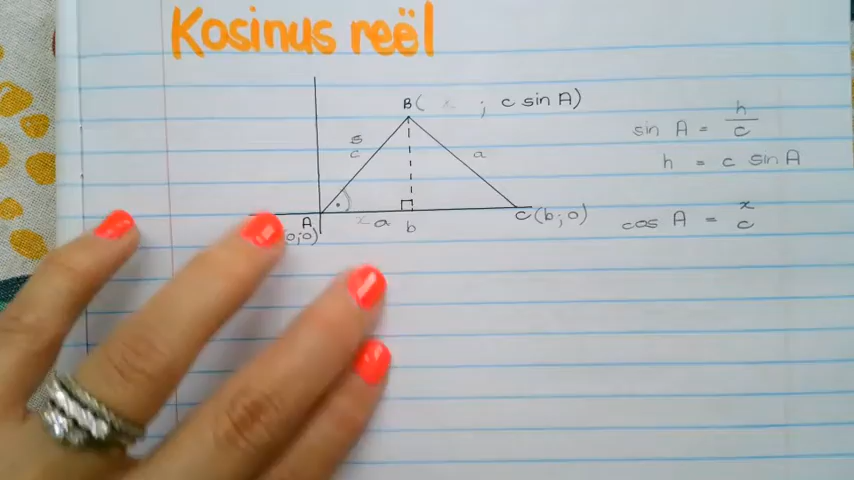 Kosinus reël
B( x ; c sin A)
c
a
A
0;0)
x
a
b
C(b;0)
sin A = h/c
h = c sin A
cos A = x/c